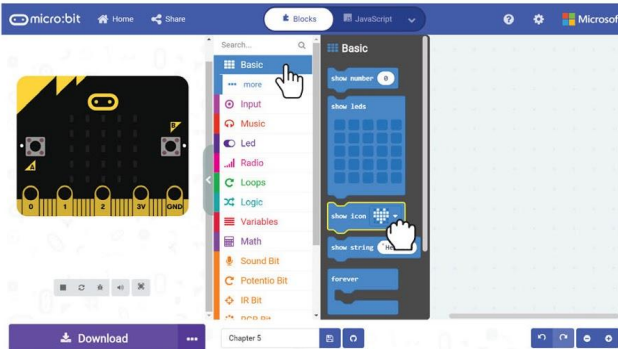 micro:bit Home Share Blocks JavaScript Microsof
Search...
Basic
more
Input
Music
Led
Radio
Loops
Logic
Variables
Math
Sound Bit
Potentio Bit
IR Bit
Basic
show number 0
show leds
show icon
show string "He
forever
B
A
0 1 2 3V GND
Download
Chapter 5